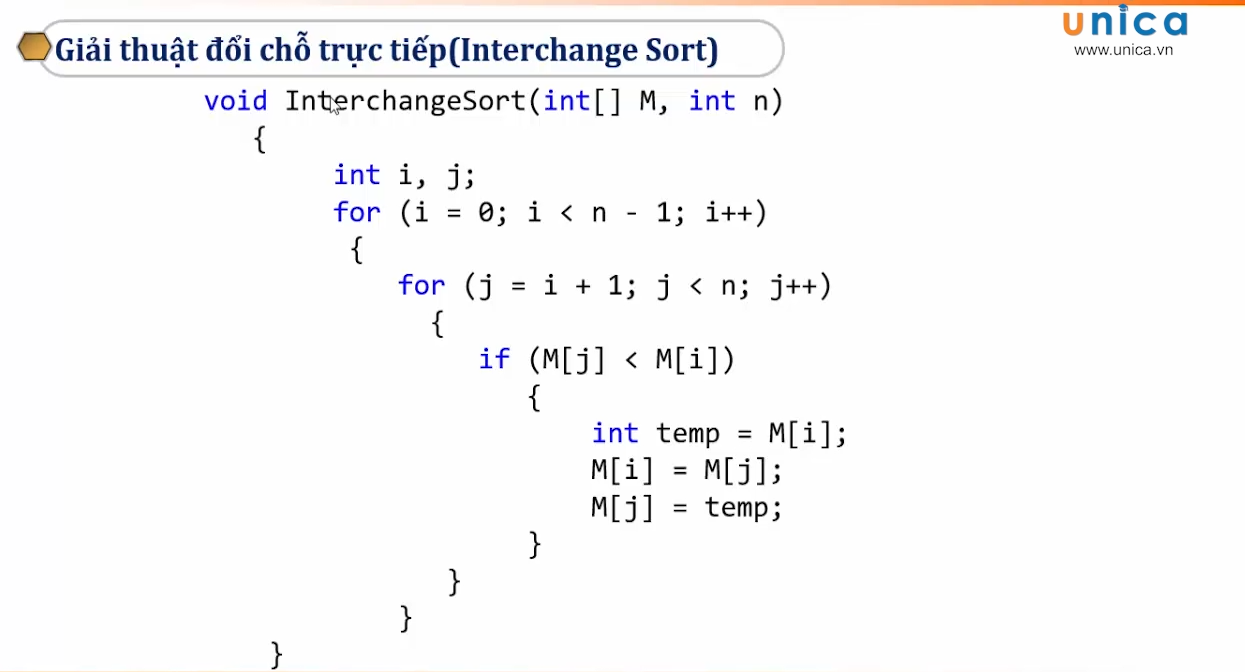 unica
www.unica.vn
Giải thuật đổi chỗ trực tiếp(Interchange Sort)
void InterchangeSort(int[] M, int n)
{
int i, j;
for (i = 0; i < n - 1; i++)
{
for (j = i + 1; j < n; j++)
{
if (M[j] < M[i])
{
int temp = M[i];
M[i] = M[j];
M[j] = temp;
}
}
}
}